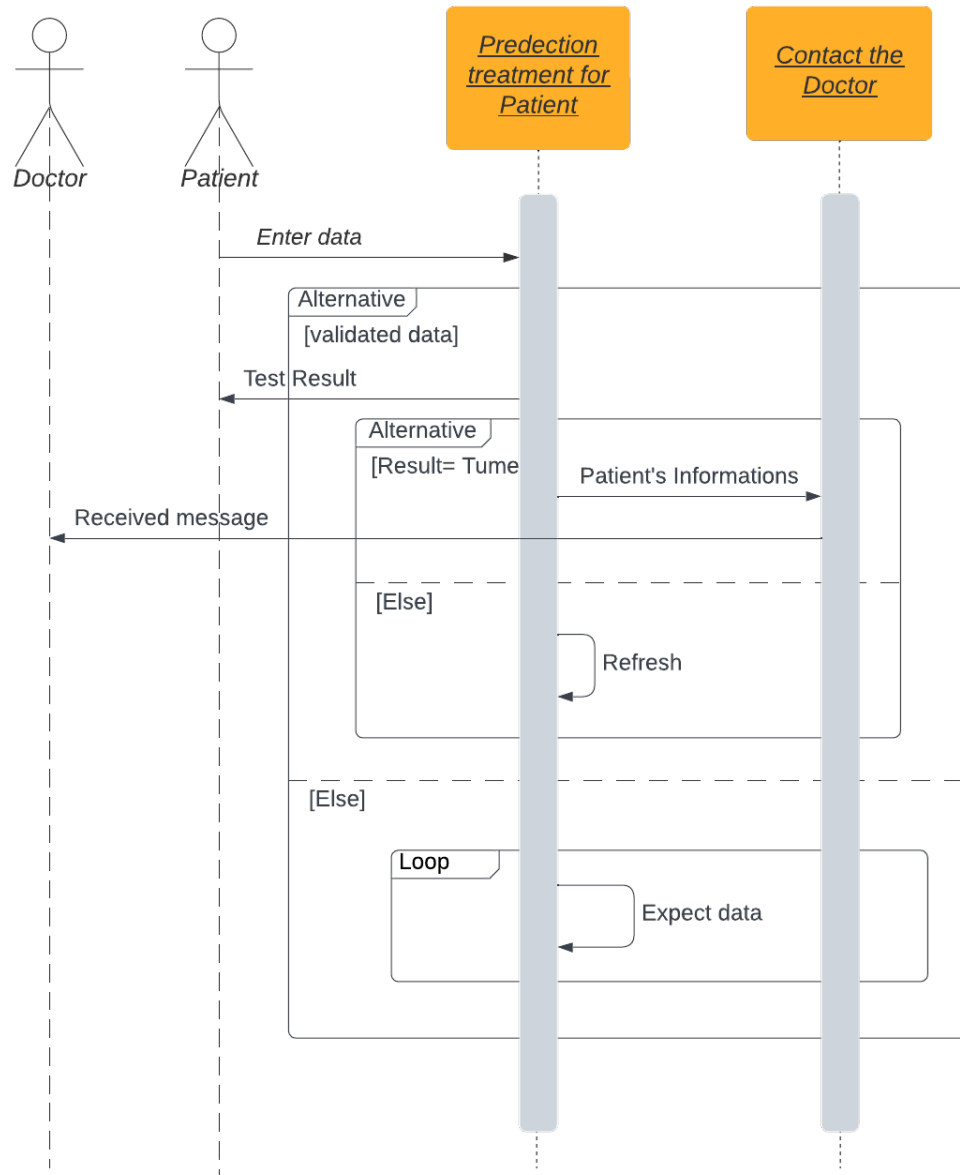 Predection
treatment for
Patient
Contact the
Doctor
Doctor
Patient
Enter data
Alternative
[validated data]
Test Result
Alternative
[Result= Tume
Patient's Informations
Received message
[Else]
Refresh
[Else]
Loop
Expect data